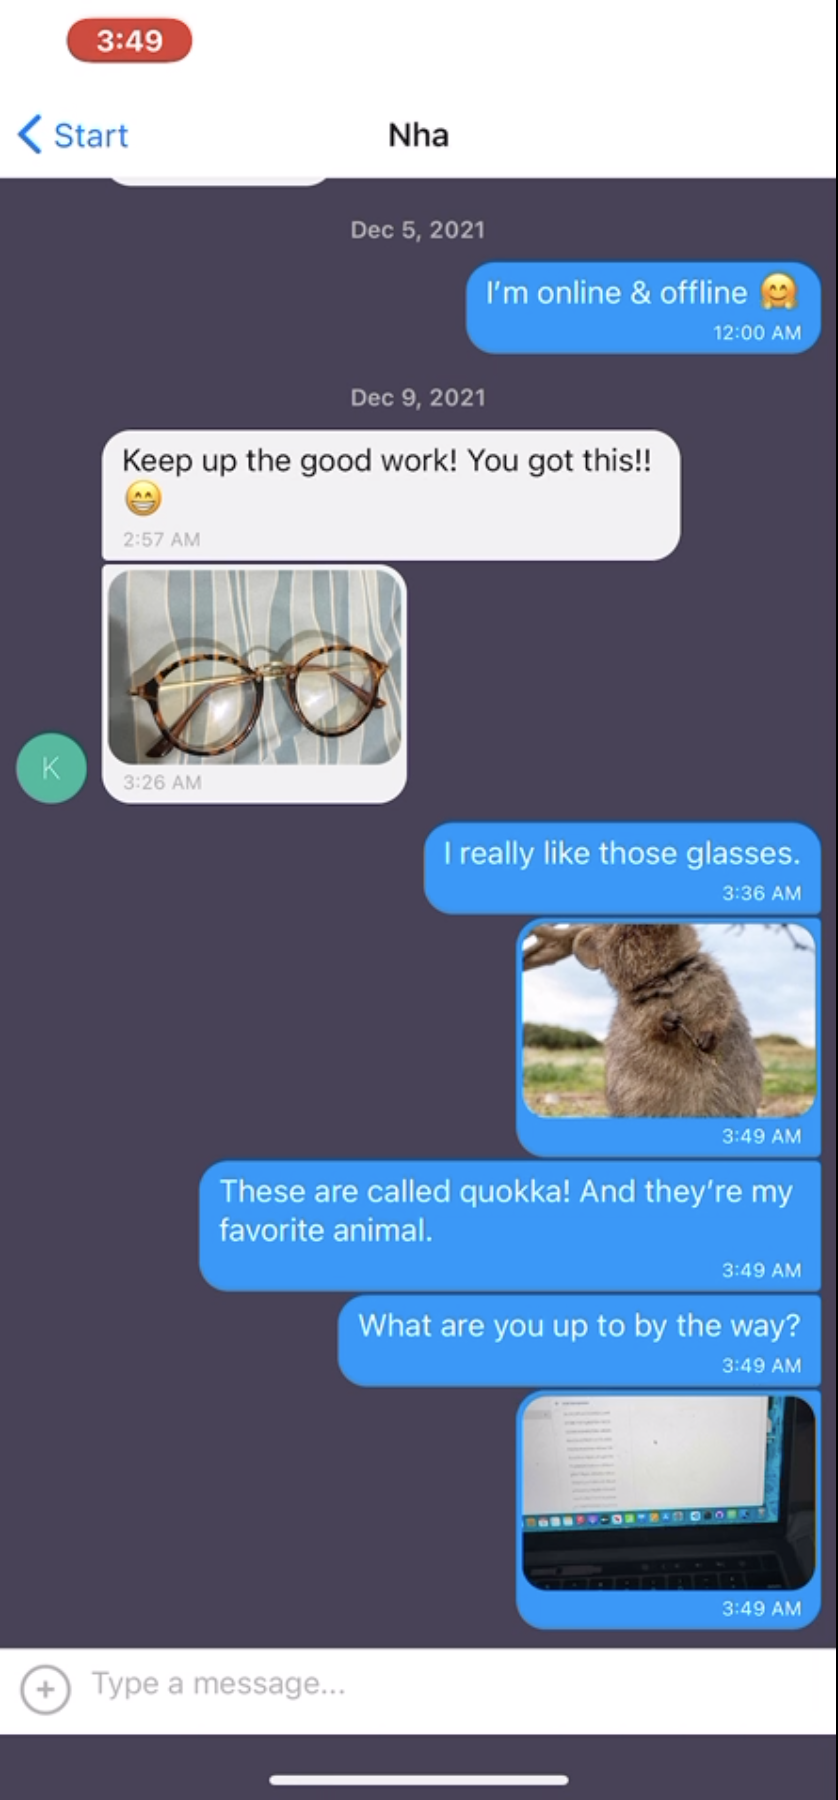 3:49
Start
Nha
Dec 5, 2021
I’m online & offline 🤗
12:00 AM
Dec 9, 2021
Keep up the good work! You got this!!
😁
2:57 AM
3:26 AM
K
I really like those glasses.
3:36 AM
3:49 AM
These are called quokka! And they’re my
favorite animal.
3:49 AM
What are you up to by the way?
3:49 AM
3:49 AM
Type a message...